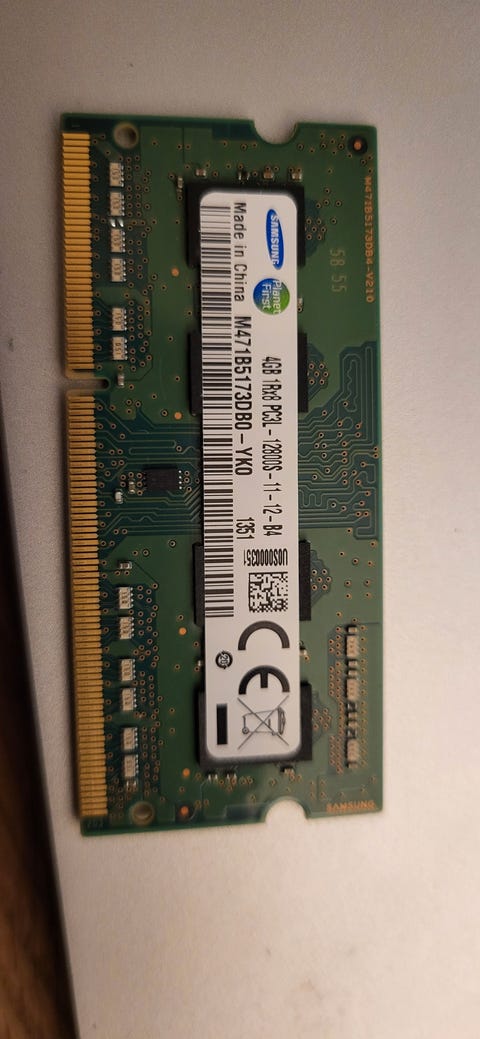 SAMSUNG
Planet
First
4GB 1Rx8 PC3L-12800S-11-12-B4
Made in China M471B5173DB0-YK0
1351
U0S0000351
CE
M471B5173DB4-V210
58 55
SAMSUNG